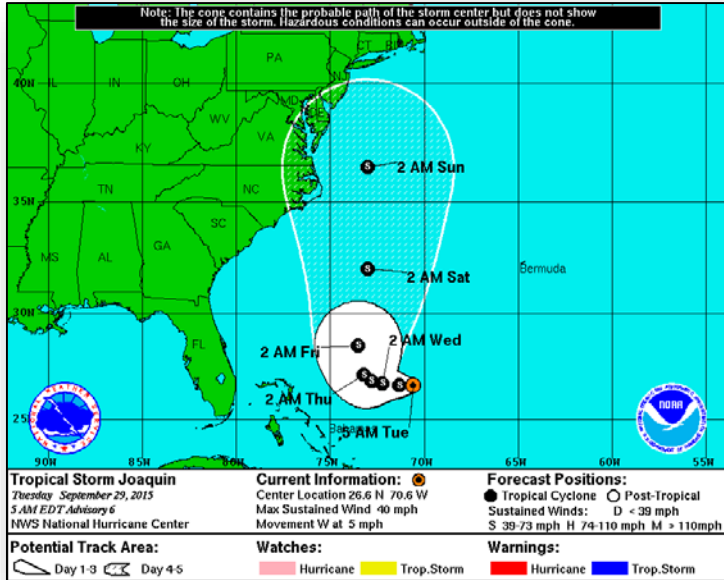 Note: The cone contains the probable path of the storm center but does not show
the size of the storm. Hazardous conditions can occur outside of the cone.
CT
RI
PA
NJ
40N
IL
IN
OH
MD
DE
WV
VA
KY
2 AM Sun
35N
TN
NC
SC
MS
AL
GA
Bermuda
2 AM Sat
30N
FL
2 AM Fri
2 AM Wed
2 AM Thu
NOAA
25N
5 AM Tue
90W
85W
80W
75W
70W
65W
60W
Tropical Storm Joaquin
Tuesday September 29, 2015
5 AM EDT Advisory 6
NWS National Hurricane Center
Current Information:
Center Location 26.6 N 70.6 W
Max Sustained Wind 40 mph
Movement W at 5 mph
Forecast Positions:
Tropical Cyclone Post-Tropical
Sustained Winds: D < 39 mph
S 39-73 mph H 74-110 mph M > 110mph
Potential Track Area:
Day 1-3 Day 4-5
Watches:
Hurricane Trop.Storm
Warnings:
Hurricane Trop.Storm